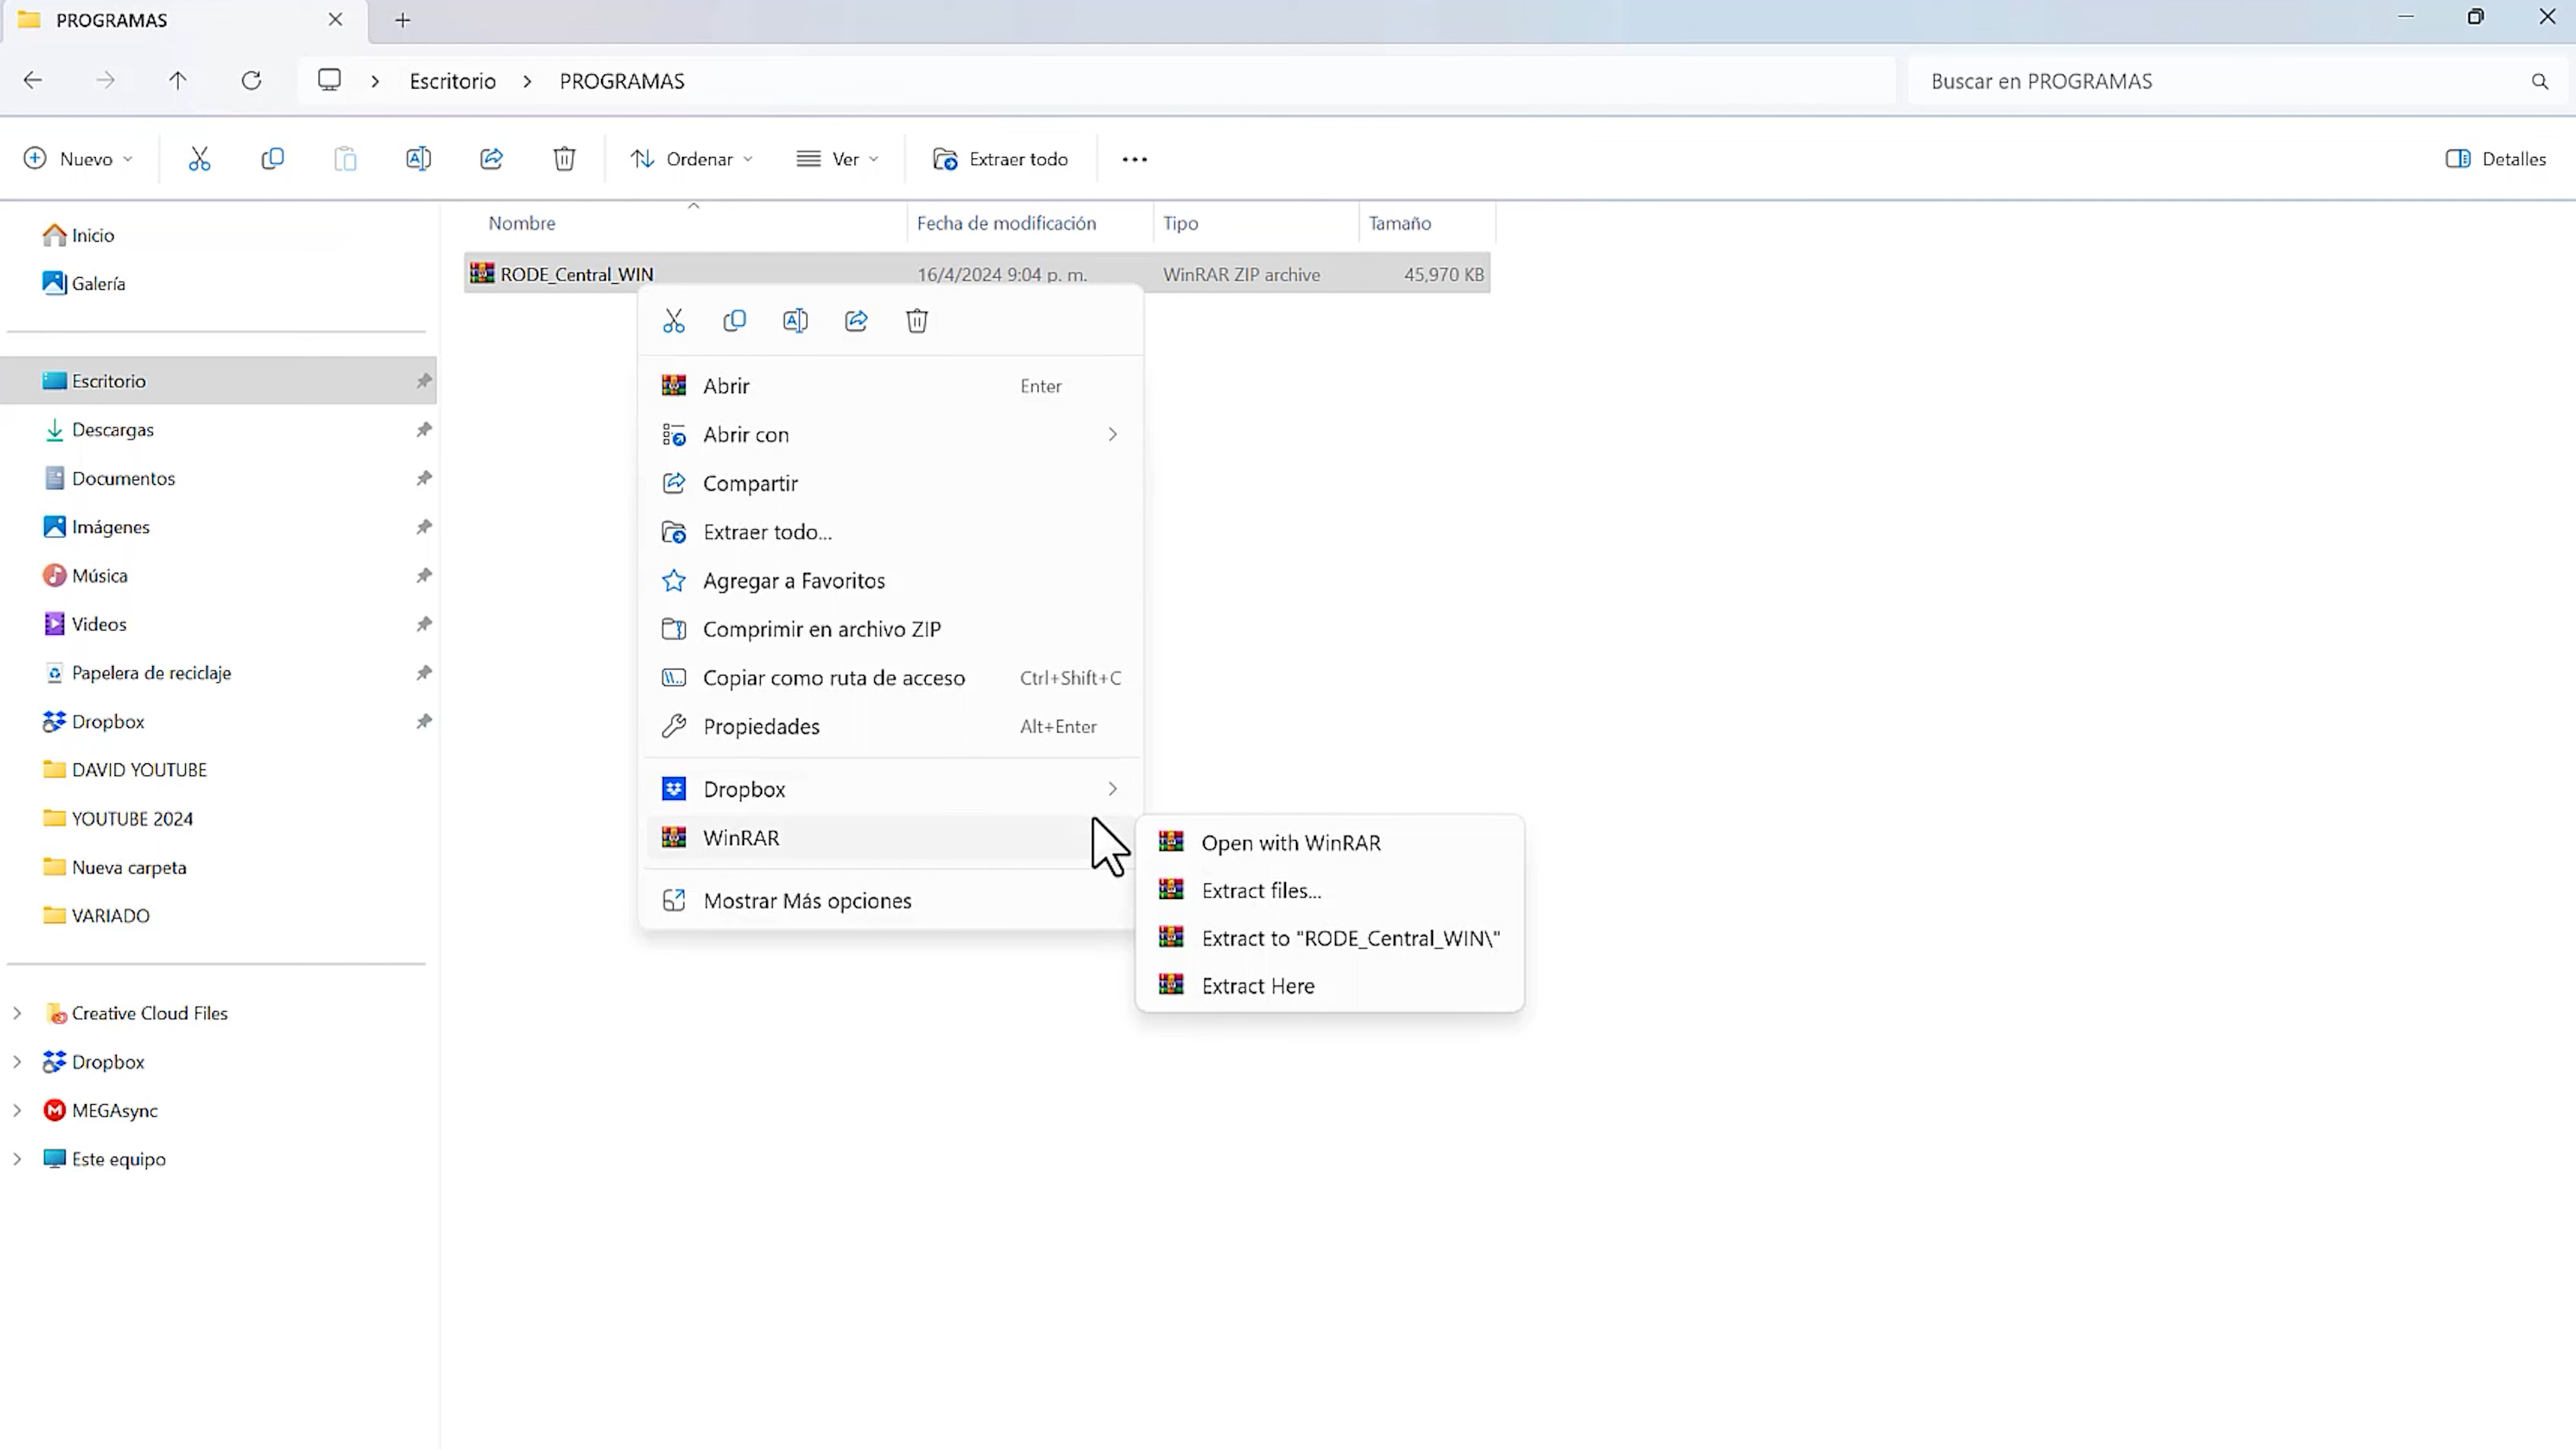 PROGRAMAS
Escritorio
PROGRAMAS
Buscar en PROGRAMAS
Nuevo
Ordenar
Ver
Extraer todo
Detalles
Nombre
Fecha de modificación
Tipo
Tamaño
Inicio
Galería
Escritorio
Descargas
Documentos
Imágenes
Música
Videos
Papelera de reciclaje
Dropbox
DAVID YOUTUBE
YOUTUBE 2024
Nueva carpeta
VARIADO
Creative Cloud Files
Dropbox
MEGAsync
Este equipo
RODE_Central_WIN
16/4/2024 9:04 p. m.
WinRAR ZIP archive
45,970 KB
Abrir Enter
Abrir con
Compartir
Extraer todo...
Agregar a Favoritos
Comprimir en archivo ZIP
Copiar como ruta de acceso Ctrl+Shift+C
Propiedades Alt+Enter
Dropbox
WinRAR
Mostrar Más opciones
Open with WinRAR
Extract files...
Extract to "RODE_Central_WIN\"
Extract Here